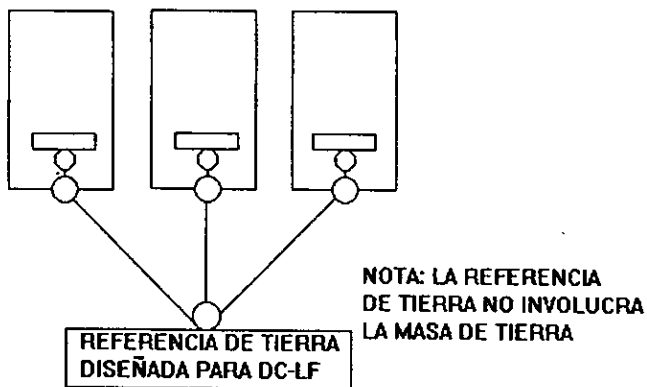 NOTA: LA REFERENCIA
DE TIERRA NO INVOLUCRA
LA MASA DE TIERRA
REFERENCIA DE TIERRA
DISEÑADA PARA DC-LF